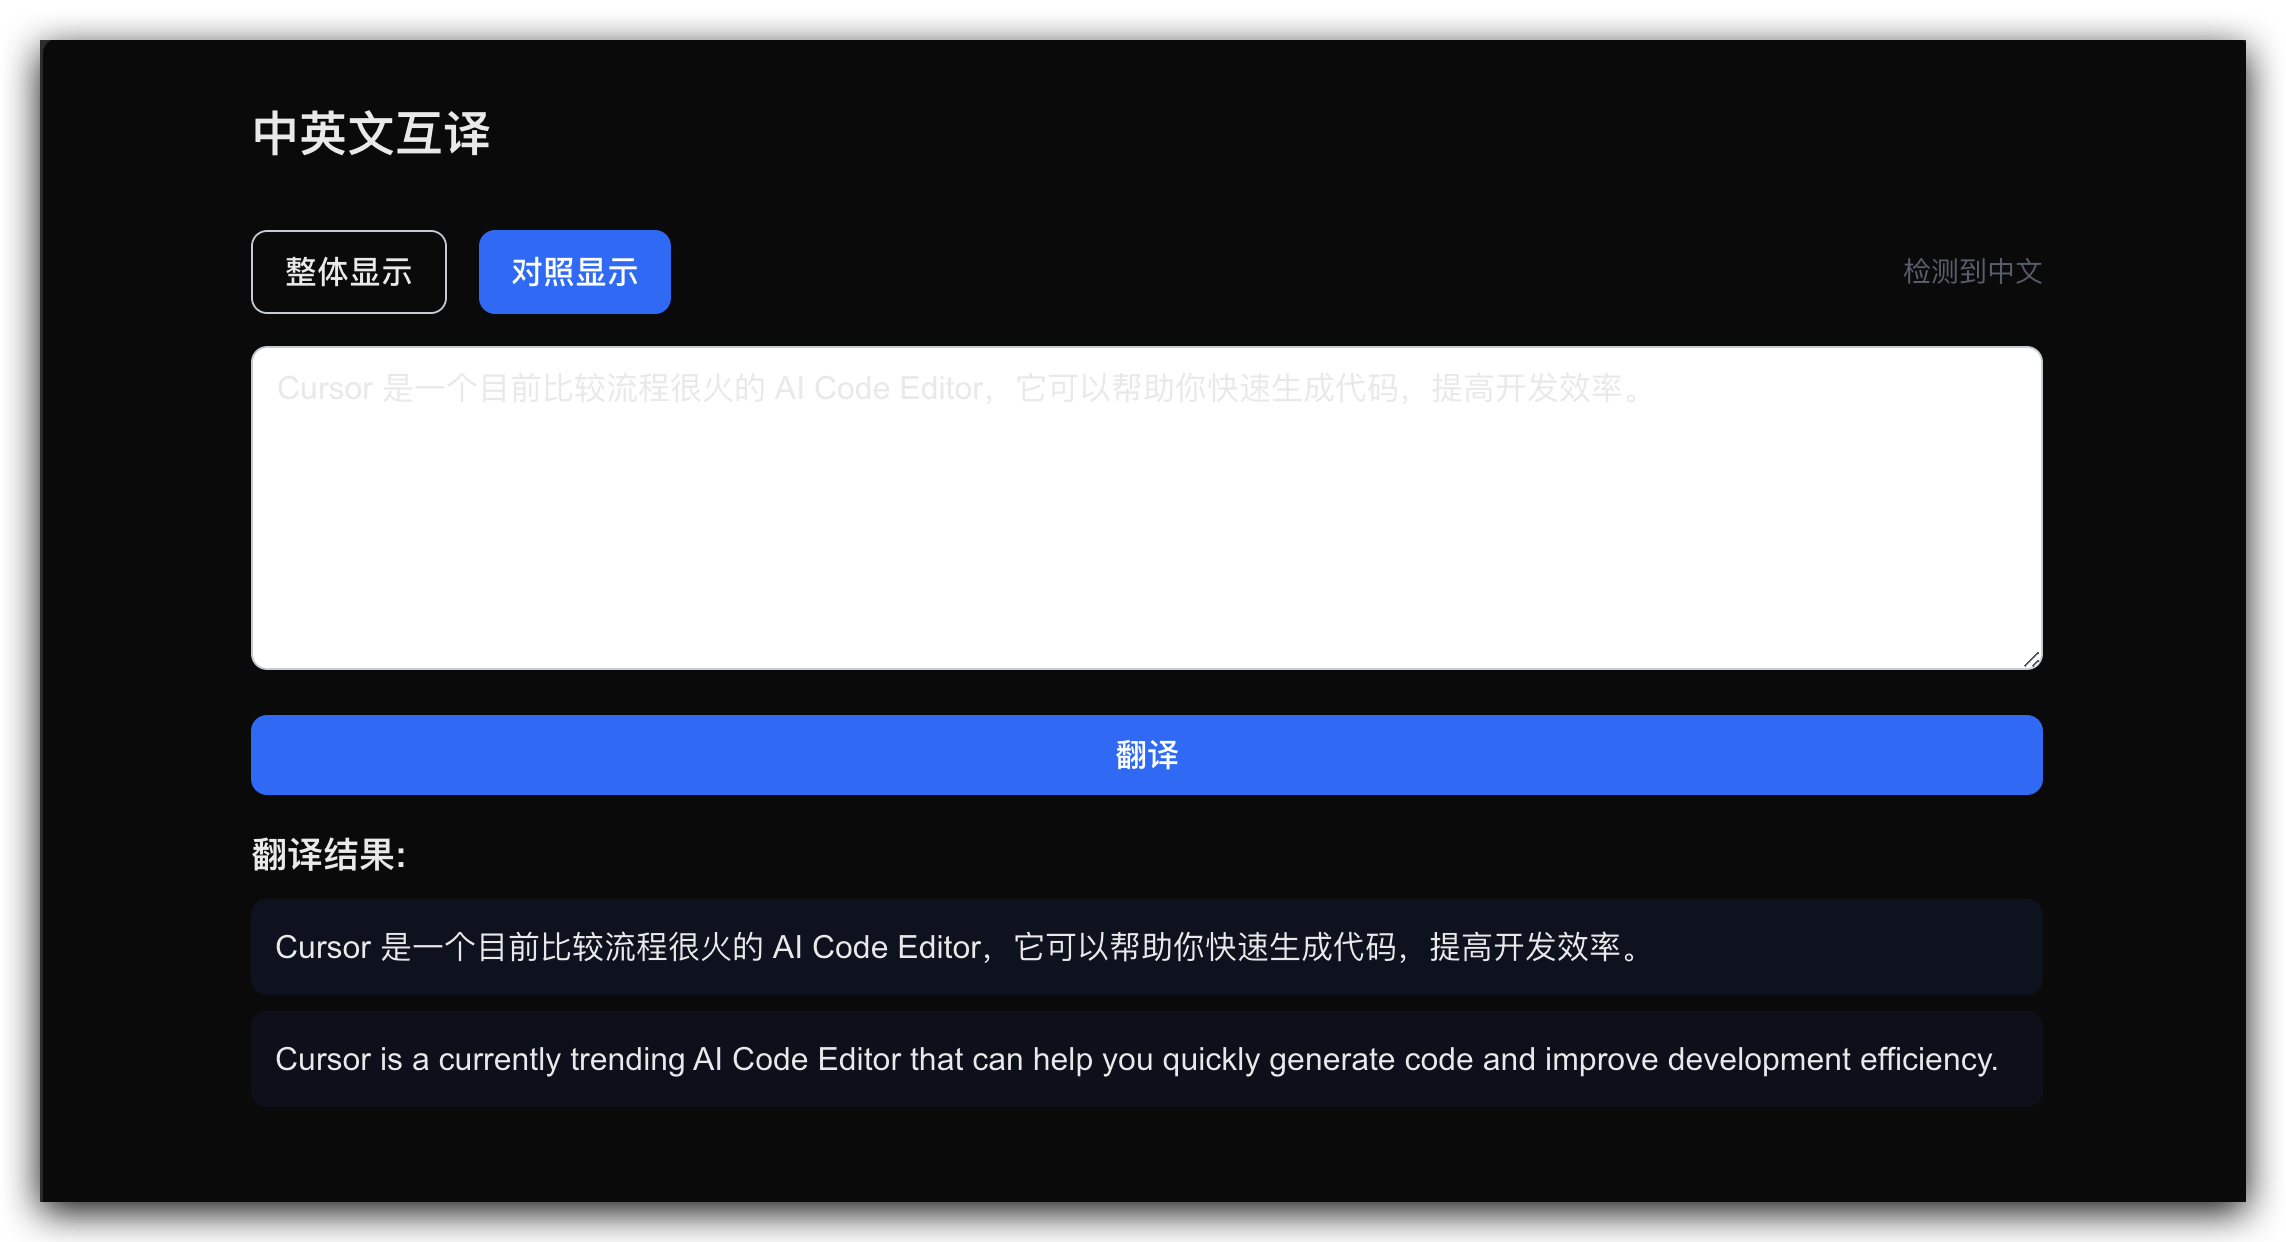 中英文互译
整体显示 对照显示 检测到中文
Cursor 是一个目前比较流程很火的 AI Code Editor，它可以帮助你快速生成代码，提高开发效率。
翻译
翻译结果:
Cursor 是一个目前比较流程很火的 AI Code Editor，它可以帮助你快速生成代码，提高开发效率。
Cursor is a currently trending AI Code Editor that can help you quickly generate code and improve development efficiency.